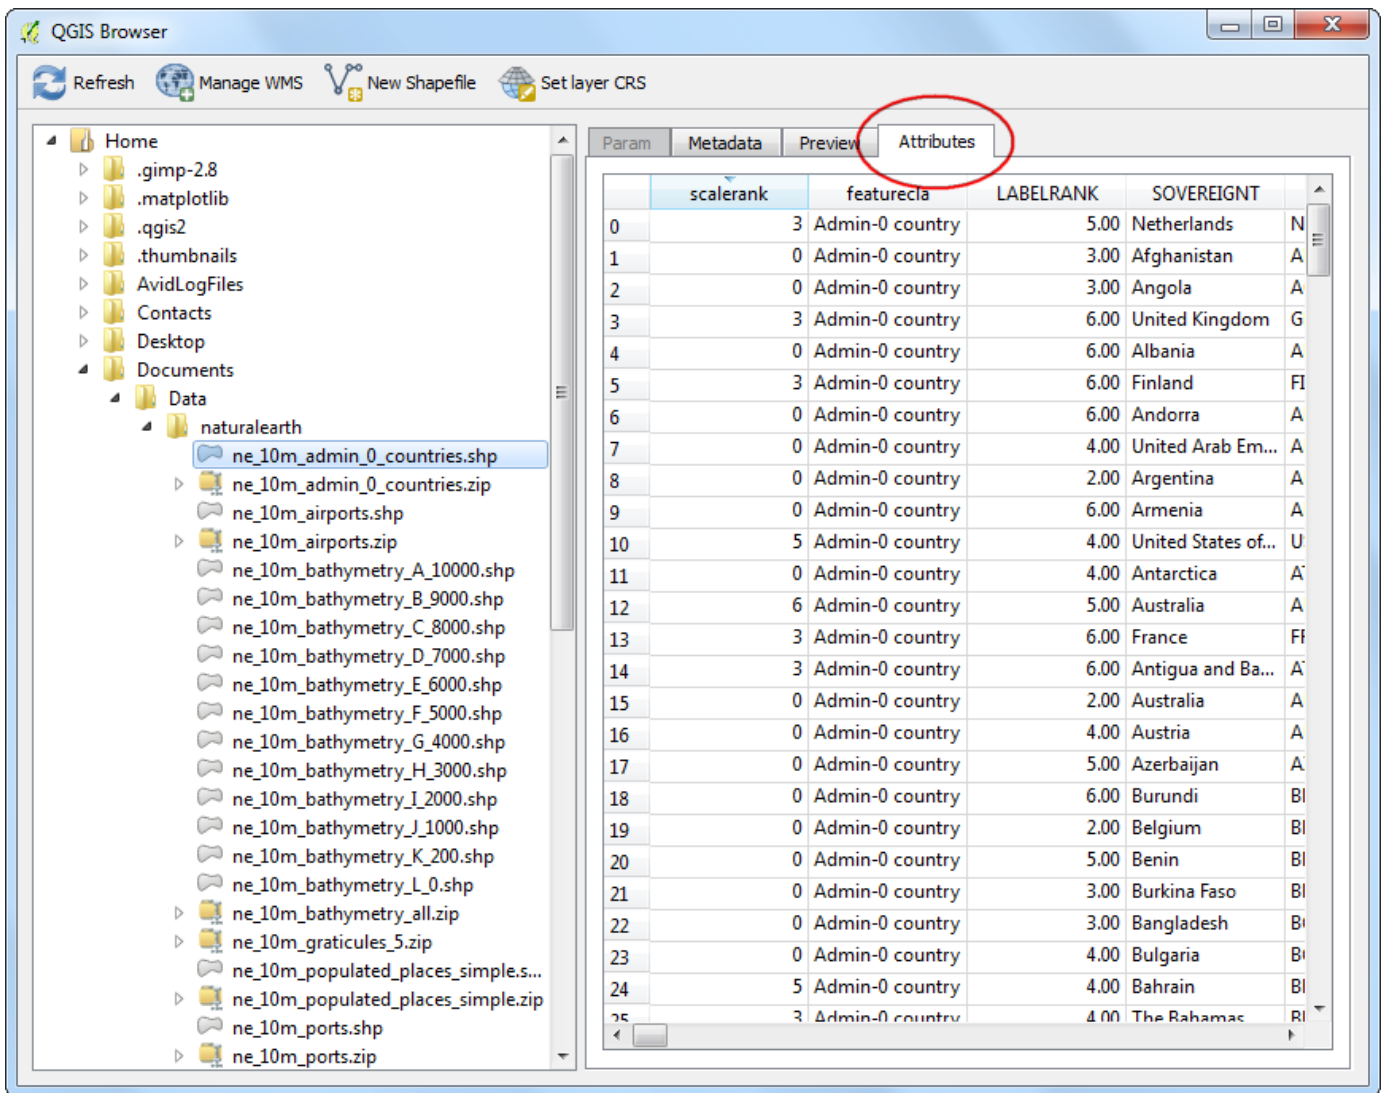 QGIS Browser
Refresh Manage WMS New Shapefile Set layer CRS
Home
.gimp-2.8
.matplotlib
.qgis2
.thumbnails
AvidLogFiles
Contacts
Desktop
Documents
Data
naturalearth
ne_10m_admin_0_countries.shp
ne_10m_admin_0_countries.zip
ne_10m_airports.shp
ne_10m_airports.zip
ne_10m_bathymetry_A_10000.shp
ne_10m_bathymetry_B_9000.shp
ne_10m_bathymetry_C_8000.shp
ne_10m_bathymetry_D_7000.shp
ne_10m_bathymetry_E_6000.shp
ne_10m_bathymetry_F_5000.shp
ne_10m_bathymetry_G_4000.shp
ne_10m_bathymetry_H_3000.shp
ne_10m_bathymetry_I_2000.shp
ne_10m_bathymetry_J_1000.shp
ne_10m_bathymetry_K_200.shp
ne_10m_bathymetry_L_0.shp
ne_10m_bathymetry_all.zip
ne_10m_graticules_5.zip
ne_10m_populated_places_simple.s...
ne_10m_populated_places_simple.zip
ne_10m_ports.shp
ne_10m_ports.zip
Param Metadata Preview Attributes
scalerank featurecla LABELRANK SOVEREIGNT
0 3 Admin-0 country 5.00 Netherlands N
1 0 Admin-0 country 3.00 Afghanistan A
2 0 Admin-0 country 3.00 Angola A
3 3 Admin-0 country 6.00 United Kingdom G
4 0 Admin-0 country 6.00 Albania A
5 3 Admin-0 country 6.00 Finland FI
6 0 Admin-0 country 6.00 Andorra A
7 0 Admin-0 country 4.00 United Arab Em... A
8 0 Admin-0 country 2.00 Argentina A
9 0 Admin-0 country 6.00 Armenia A
10 5 Admin-0 country 4.00 United States of... U
11 0 Admin-0 country 4.00 Antarctica A
12 6 Admin-0 country 5.00 Australia A
13 3 Admin-0 country 6.00 France F
14 3 Admin-0 country 6.00 Antigua and Ba... A
15 0 Admin-0 country 2.00 Australia A
16 0 Admin-0 country 4.00 Austria A
17 0 Admin-0 country 5.00 Azerbaijan A
18 0 Admin-0 country 6.00 Burundi B
19 0 Admin-0 country 2.00 Belgium B
20 0 Admin-0 country 5.00 Benin B
21 0 Admin-0 country 3.00 Burkina Faso B
22 0 Admin-0 country 3.00 Bangladesh B
23 0 Admin-0 country 4.00 Bulgaria B
24 5 Admin-0 country 4.00 Bahrain B
25 3 Admin-0 country 4.00 The Bahamas B